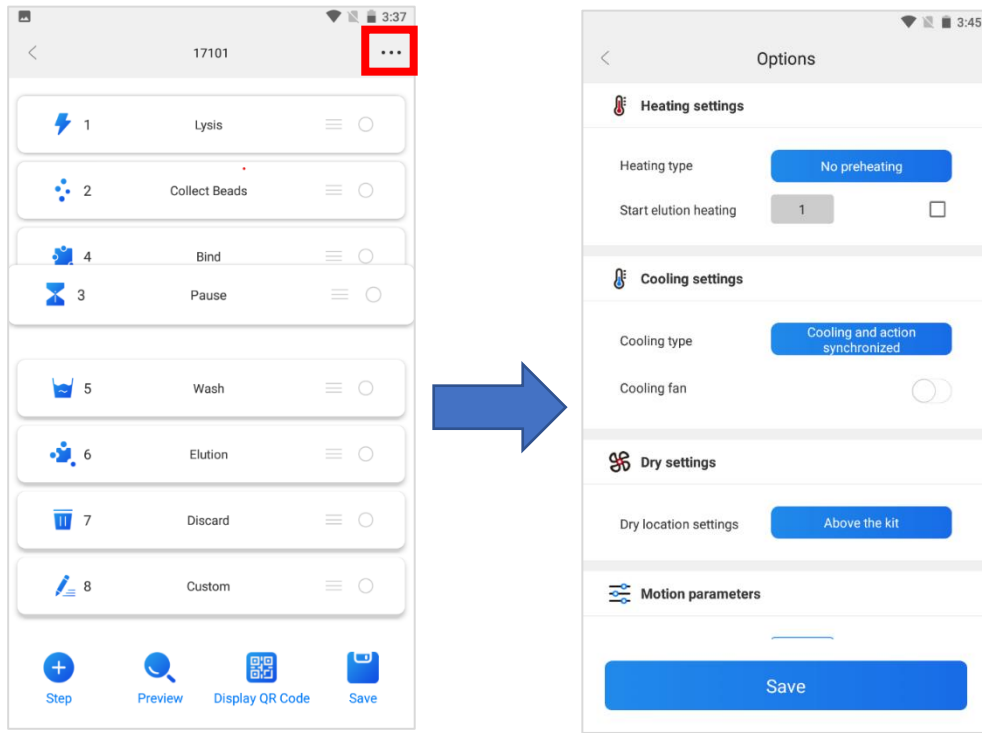 3:37
17101
1 Lysis
2 Collect Beads
4 Bind
3 Pause
5 Wash
6 Elution
7 Discard
8 Custom
Step Preview Display QR Code Save
3:45
Options
Heating settings
Heating type No preheating
Start elution heating 1
Cooling settings
Cooling type Cooling and action
synchronized
Cooling fan
Dry settings
Dry location settings Above the kit
Motion parameters
Save